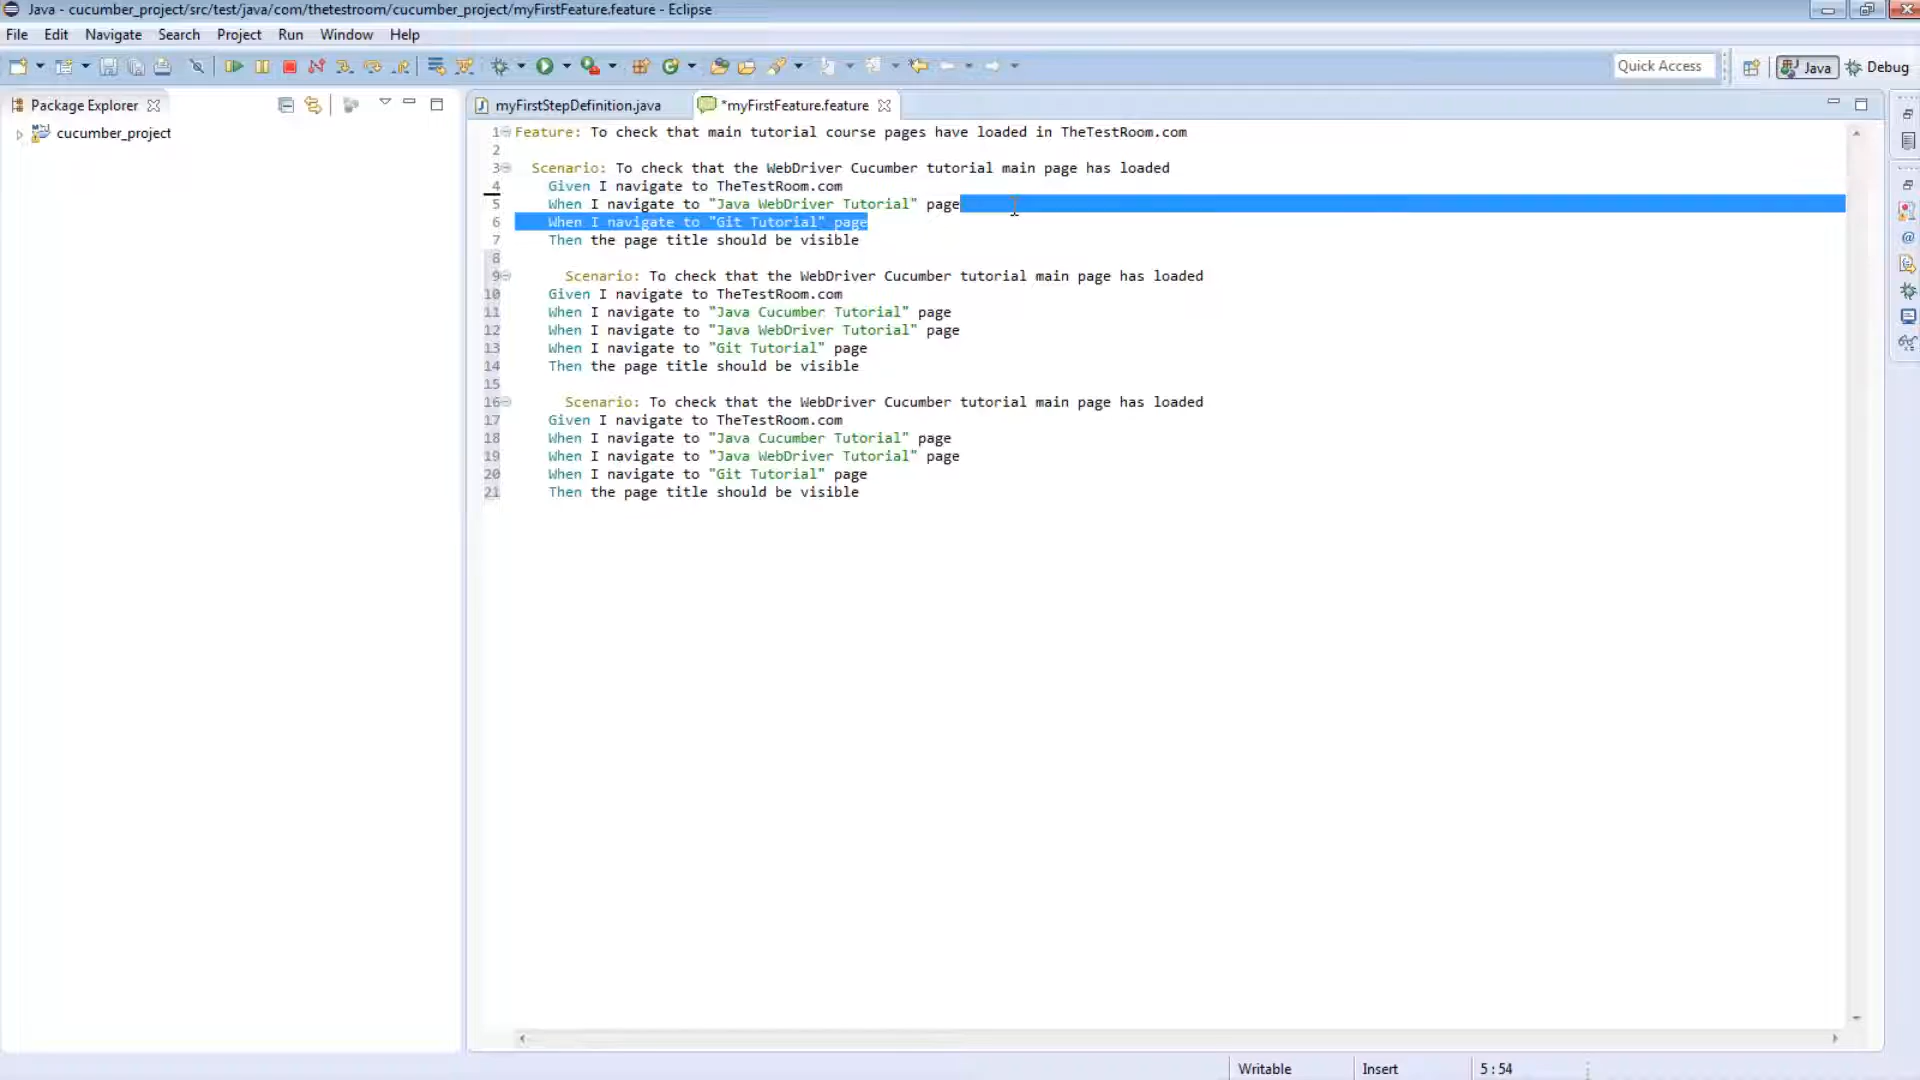 Java - cucumber_project/src/test/java/com/thetestroom/cucumber_project/myFirstFeature.feature - Eclipse
File Edit Navigate Search Project Run Window Help
Quick Access Java Debug
Package Explorer
cucumber_project
myFirstStepDefinition.java *myFirstFeature.feature
1 Feature: To check that main tutorial course pages have loaded in TheTestRoom.com
2
3 Scenario: To check that the WebDriver Cucumber tutorial main page has loaded
4 Given I navigate to TheTestRoom.com
5 When I navigate to "Java WebDriver Tutorial" page
6 When I navigate to "Git Tutorial" page
7 Then the page title should be visible
8
9 Scenario: To check that the WebDriver Cucumber tutorial main page has loaded
10 Given I navigate to TheTestRoom.com
11 When I navigate to "Java Cucumber Tutorial" page
12 When I navigate to "Java WebDriver Tutorial" page
13 When I navigate to "Git Tutorial" page
14 Then the page title should be visible
15
16 Scenario: To check that the WebDriver Cucumber tutorial main page has loaded
17 Given I navigate to TheTestRoom.com
18 When I navigate to "Java Cucumber Tutorial" page
19 When I navigate to "Java WebDriver Tutorial" page
20 When I navigate to "Git Tutorial" page
21 Then the page title should be visible
Writable Insert 5 : 54